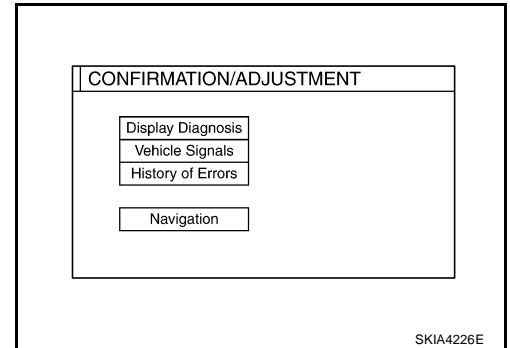 CONFIRMATION/ADJUSTMENT
Display Diagnosis
Vehicle Signals
History of Errors
Navigation
SKIA4226E